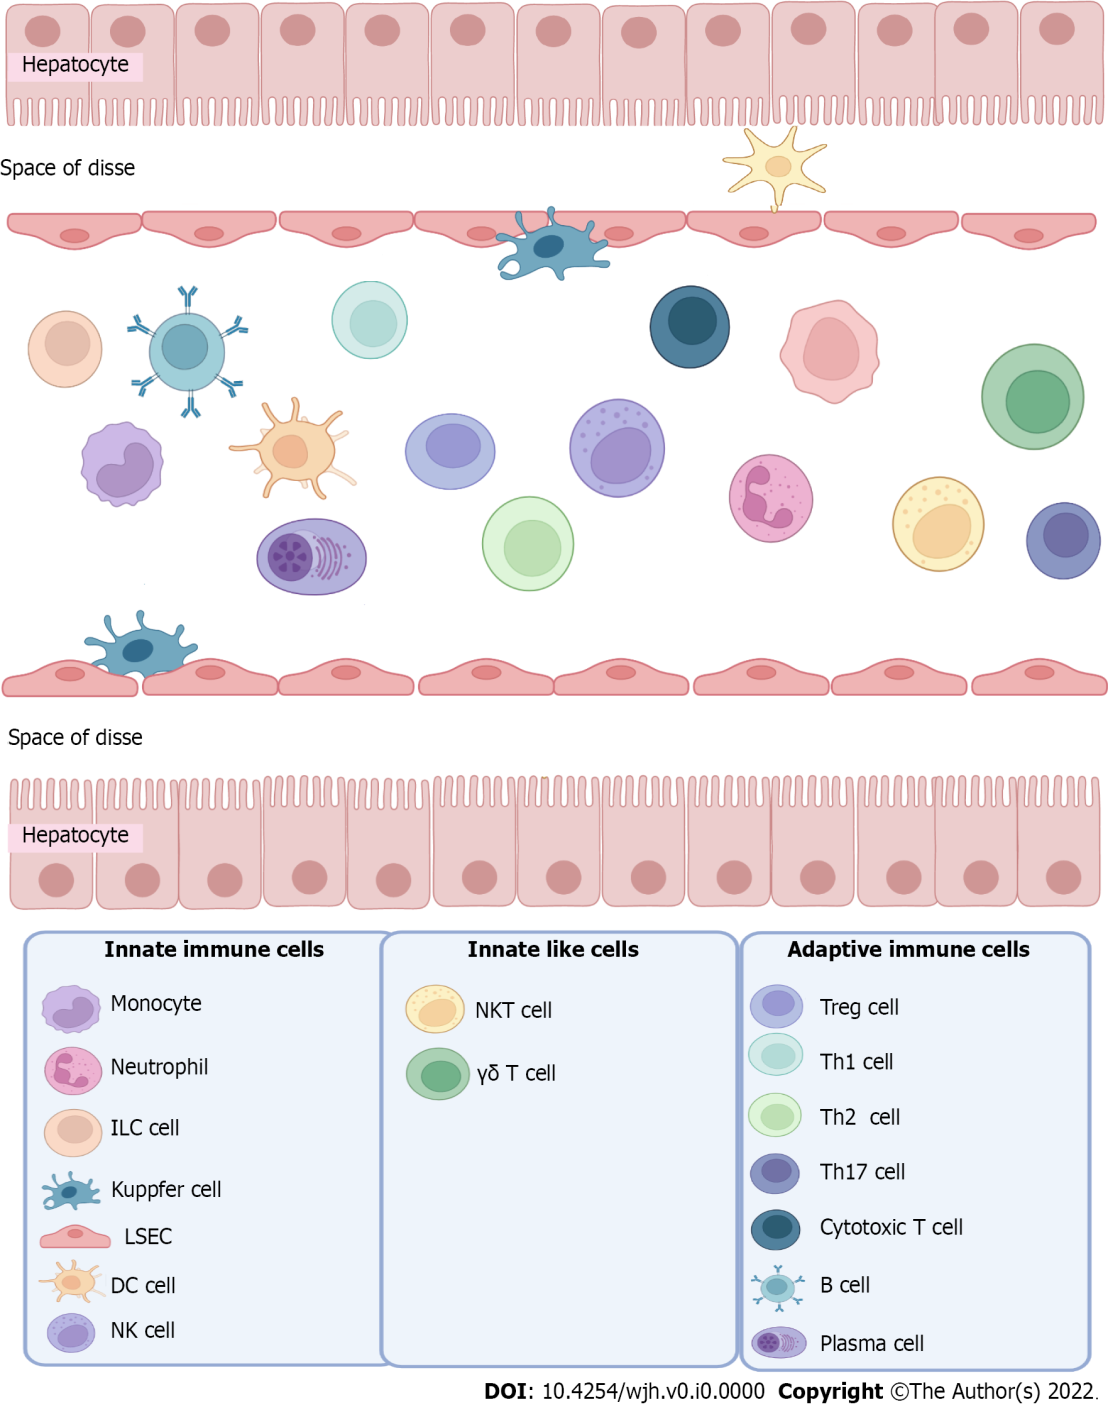 Hepatocyte
Space of disse
Space of disse
Hepatocyte
Innate immune cells
Monocyte
Neutrophil
ILC cell
Kuppfer cell
LSEC
DC cell
NK cell
Innate like cells
NKT cell
γδ T cell
Adaptive immune cells
Treg cell
Th1 cell
Th2 cell
Th17 cell
Cytotoxic T cell
B cell
Plasma cell
DOI: 10.4254/wjh.v0.i0.0000 Copyright ©The Author(s) 2022.